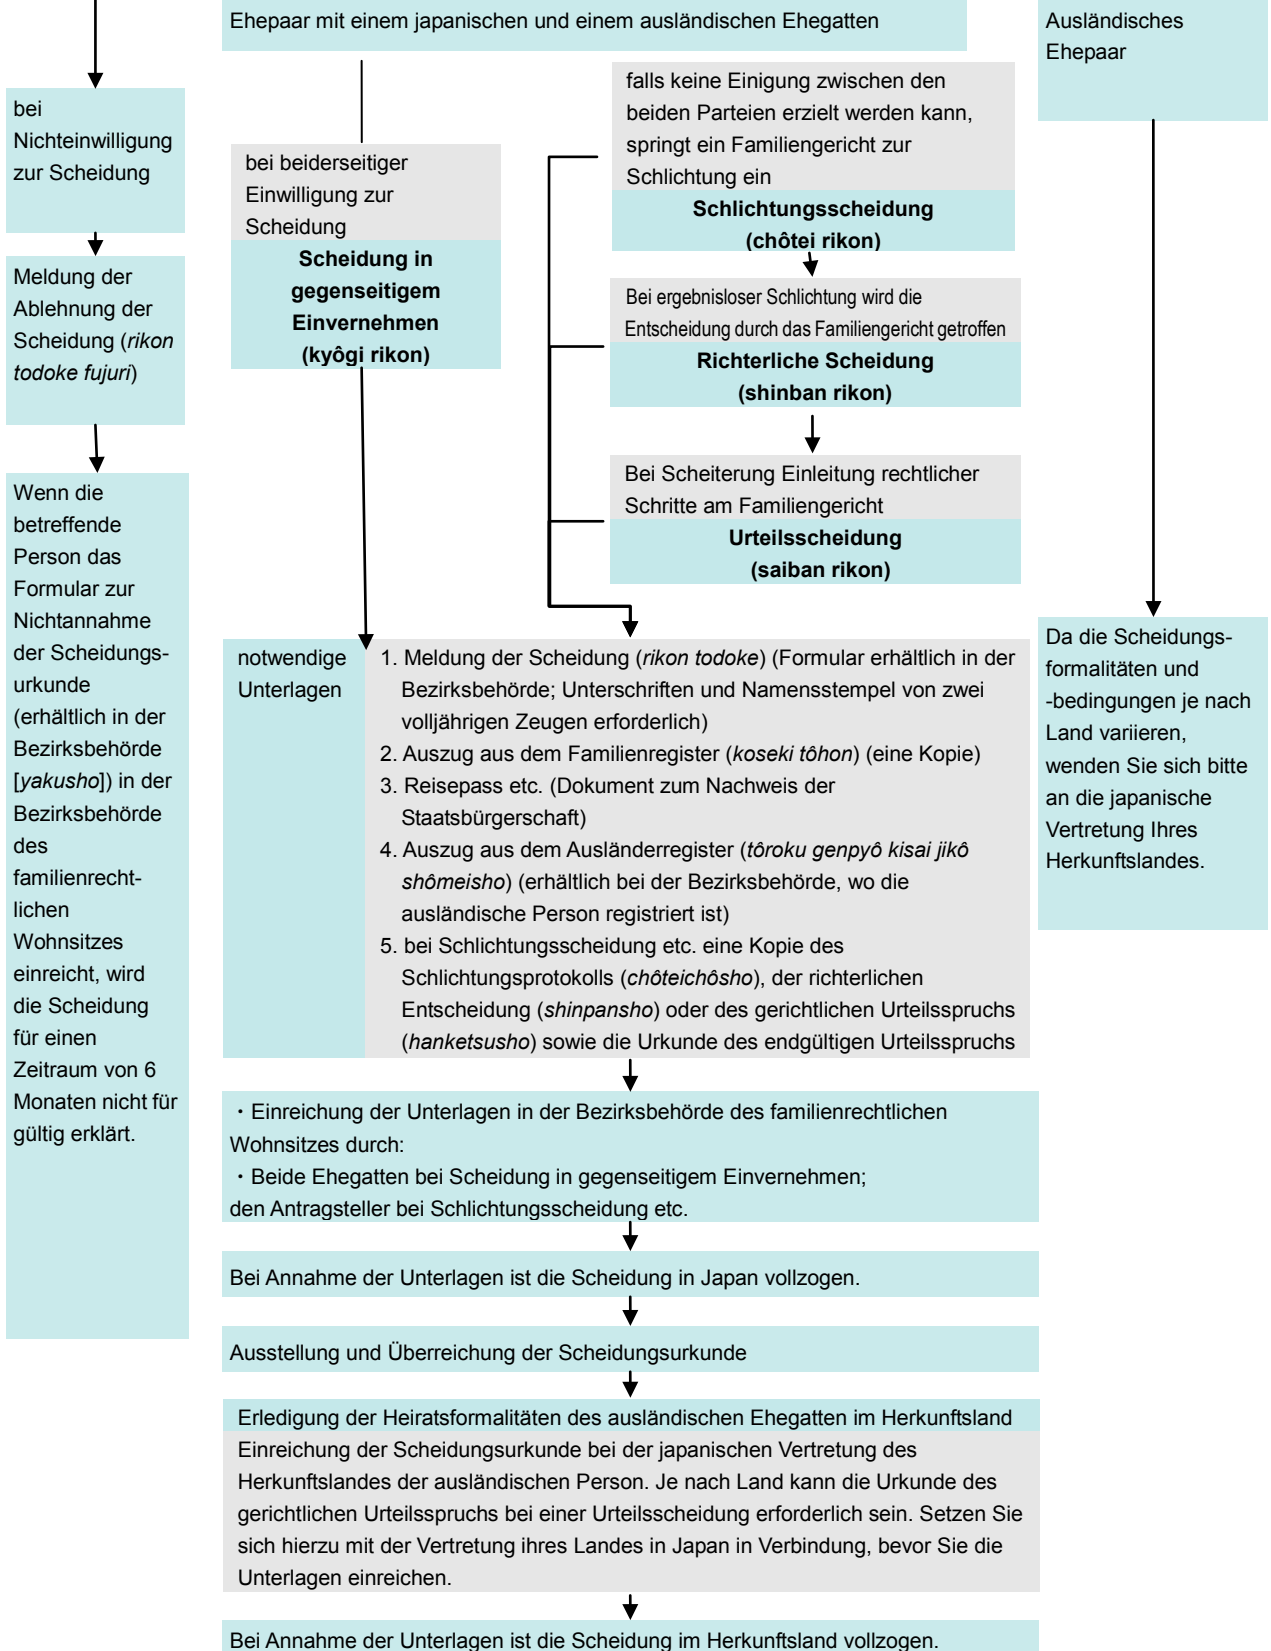 Ehepaar mit einem japanischen und einem ausländischen Ehegatten
Ausländisches
Ehepaar
bei
Nichteinwilligung
zur Scheidung
Meldung der
Ablehnung der
Scheidung (rikon
todoke fujuri)
Wenn die
betreffende
Person das
Formular zur
Nichtannahme
der Scheidungs-
urkunde
(erhältlich in der
Bezirksbehörde
[yakusho]) in der
Bezirksbehörde
des
familienrecht-
lichen
Wohnsitzes
einreicht, wird
die Scheidung
für einen
Zeitraum von 6
Monaten nicht für
gültig erklärt.
bei beiderseitiger
Einwilligung zur
Scheidung
Scheidung in
gegenseitigem
Einvernehmen
(kyôgi rikon)
falls keine Einigung zwischen den
beiden Parteien erzielt werden kann,
springt ein Familiengericht zur
Schlichtung ein
Schlichtungsscheidung
(chôtei rikon)
Bei ergebnisloser Schlichtung wird die
Entscheidung durch das Familiengericht getroffen
Richterliche Scheidung
(shinban rikon)
Bei Scheiterung Einleitung rechtlicher
Schritte am Familiengericht
Urteilsscheidung
(saiban rikon)
notwendige
Unterlagen
1. Meldung der Scheidung (rikon todoke) (Formular erhältlich in der
Bezirksbehörde; Unterschriften und Namensstempel von zwei
volljährigen Zeugen erforderlich)
2. Auszug aus dem Familienregister (koseki tôhon) (eine Kopie)
3. Reisepass etc. (Dokument zum Nachweis der
Staatsbürgerschaft)
4. Auszug aus dem Ausländerregister (tôroku genpyô kisai jikô
shômeisho) (erhältlich bei der Bezirksbehörde, wo die
ausländische Person registriert ist)
5. bei Schlichtungsscheidung etc. eine Kopie des
Schlichtungsprotokolls (chôteichôsho), der richterlichen
Entscheidung (shinpansho) oder des gerichtlichen Urteilsspruchs
(hanketsusho) sowie die Urkunde des endgültigen Urteilsspruchs
Da die Scheidungs-
formalitäten und
-bedingungen je nach
Land variieren,
wenden Sie sich bitte
an die japanische
Vertretung Ihres
Herkunftslandes.
・Einreichung der Unterlagen in der Bezirksbehörde des familienrechtlichen
Wohnsitzes durch:
・Beide Ehegatten bei Scheidung in gegenseitigem Einvernehmen;
den Antragsteller bei Schlichtungsscheidung etc.
Bei Annahme der Unterlagen ist die Scheidung in Japan vollzogen.
Ausstellung und Überreichung der Scheidungsurkunde
Erledigung der Heiratsformalitäten des ausländischen Ehegatten im Herkunftsland
Einreichung der Scheidungsurkunde bei der japanischen Vertretung des
Herkunftslandes der ausländischen Person. Je nach Land kann die Urkunde des
gerichtlichen Urteilsspruchs bei einer Urteilsscheidung erforderlich sein. Setzen Sie
sich hierzu mit der Vertretung ihres Landes in Japan in Verbindung, bevor Sie die
Unterlagen einreichen.
Bei Annahme der Unterlagen ist die Scheidung im Herkunftsland vollzogen.